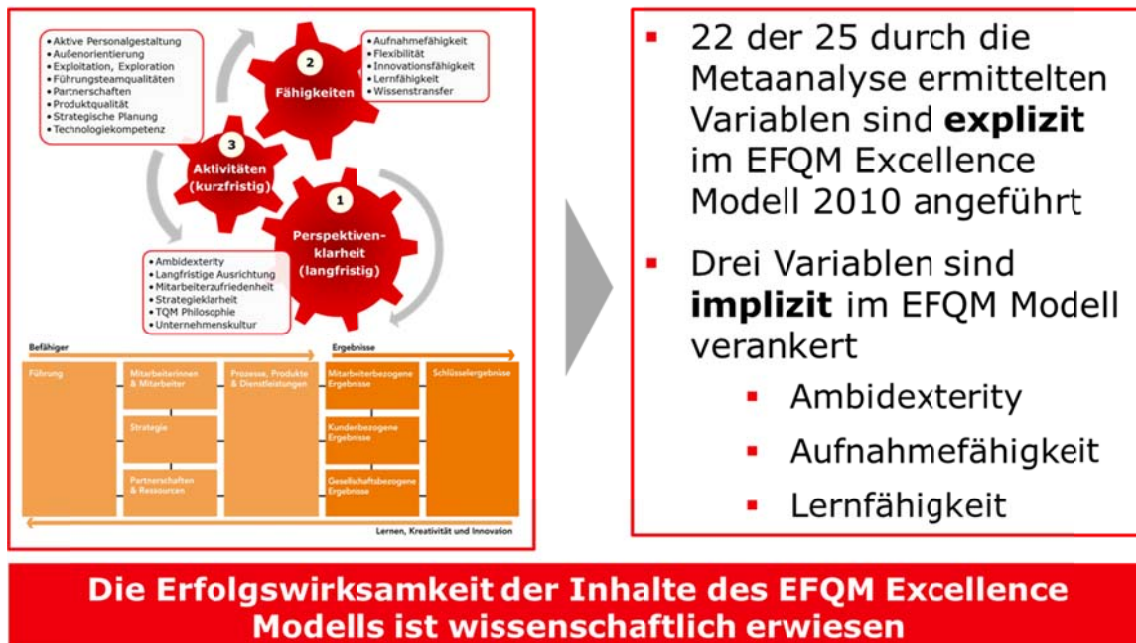 • Aktive Personalgestaltung
• Außenorientierung
• Exploitation, Exploration
• Führungsteamqualitäten
• Partnerschaften
• Produktqualität
• Strategische Planung
• Technologiekompetenz
2
Fähigkeiten
• Aufnahmefähigkeit
• Flexibilität
• Innovationsfähigkeit
• Lernfähigkeit
• Wissenstransfer
3
Aktivitäten
(kurzfristig)
1
Perspektiven-
klarheit
(langfristig)
• Ambidexterity
• Langfristige Ausrichtung
• Mitarbeiterzufriedenheit
• Strategieklarheit
• TQM Philosophie
• Unternehmenskultur
Befähiger
Ergebnisse
Führung
Mitarbeiterinnen
& Mitarbeiter
Strategie
Partnerschaften
& Ressourcen
Prozesse, Produkte
& Dienstleistungen
Mitarbeiterbezogene
Ergebnisse
Kundenbezogene
Ergebnisse
Gesellschaftsbezogene
Ergebnisse
Schlüsselergebnisse
Lernen, Kreativität und Innovaion
▪ 22 der 25 durch die
Metaanalyse ermittelten
Variablen sind explizit
im EFQM Excellence
Modell 2010 angeführt
▪ Drei Variablen sind
implizit im EFQM Modell
verankert
▪ Ambidexterity
▪ Aufnahmefähigkeit
▪ Lernfähigkeit
Die Erfolgswirksamkeit der Inhalte des EFQM Excellence
Modells ist wissenschaftlich erwiesen